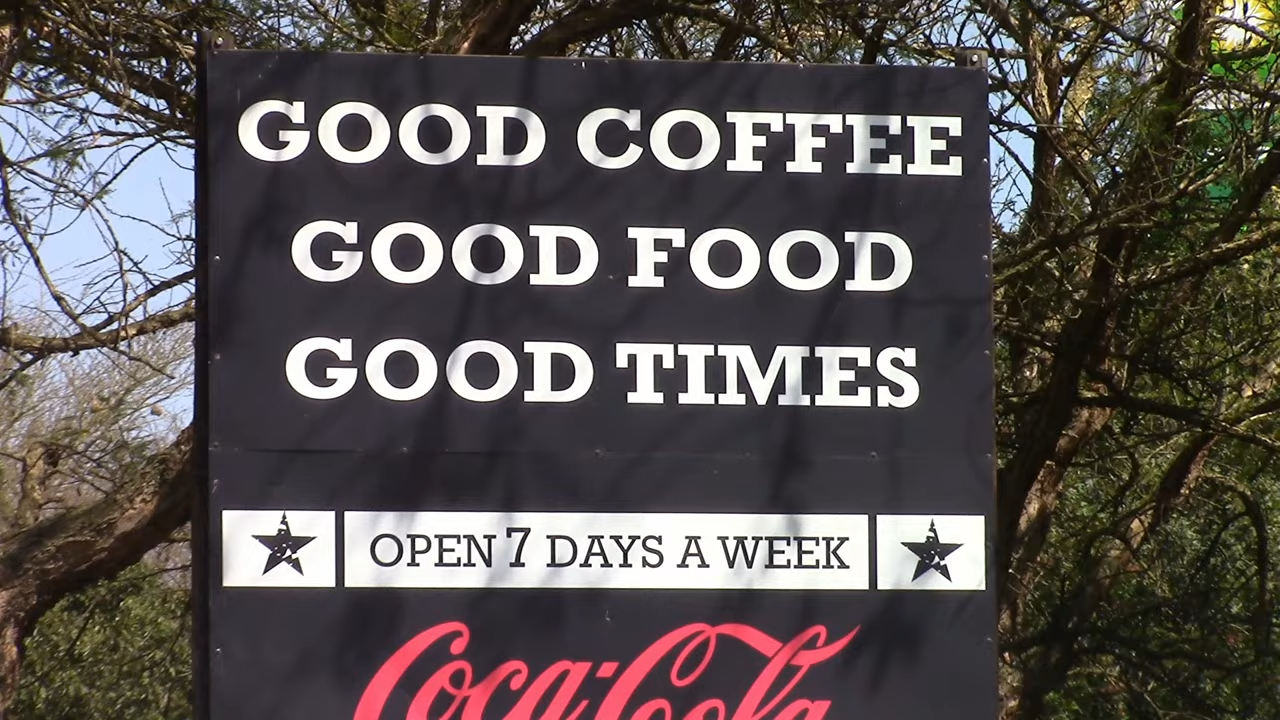 GOOD COFFEE
GOOD FOOD
GOOD TIMES
OPEN 7 DAYS A WEEK
Coca-Cola